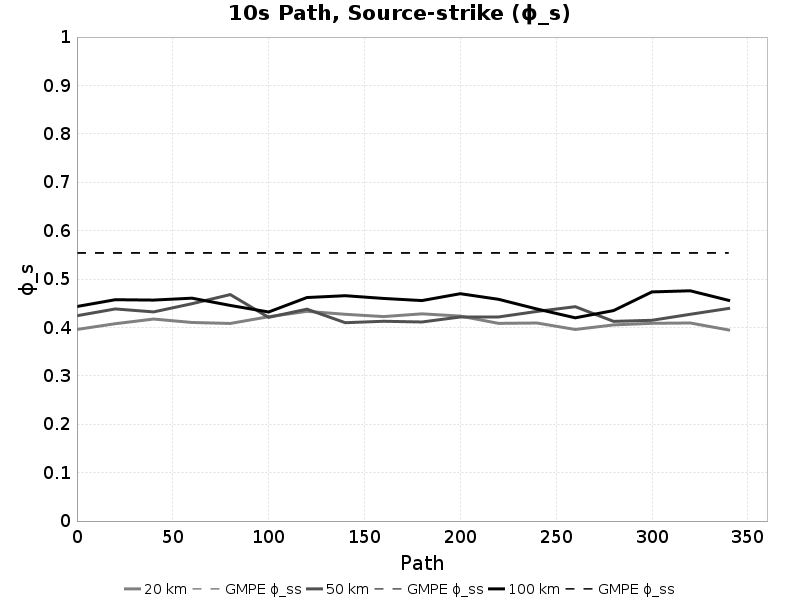 10s Path, Source-strike (ϕ_s)
1
0.9
0.8
0.7
0.6
0.5
0.4
0.3
0.2
0.1
0
ϕ_s
0 50 100 150 200 250 300 350
Path
20 km GMPE ϕ_ss 50 km GMPE ϕ_ss 100 km GMPE ϕ_ss